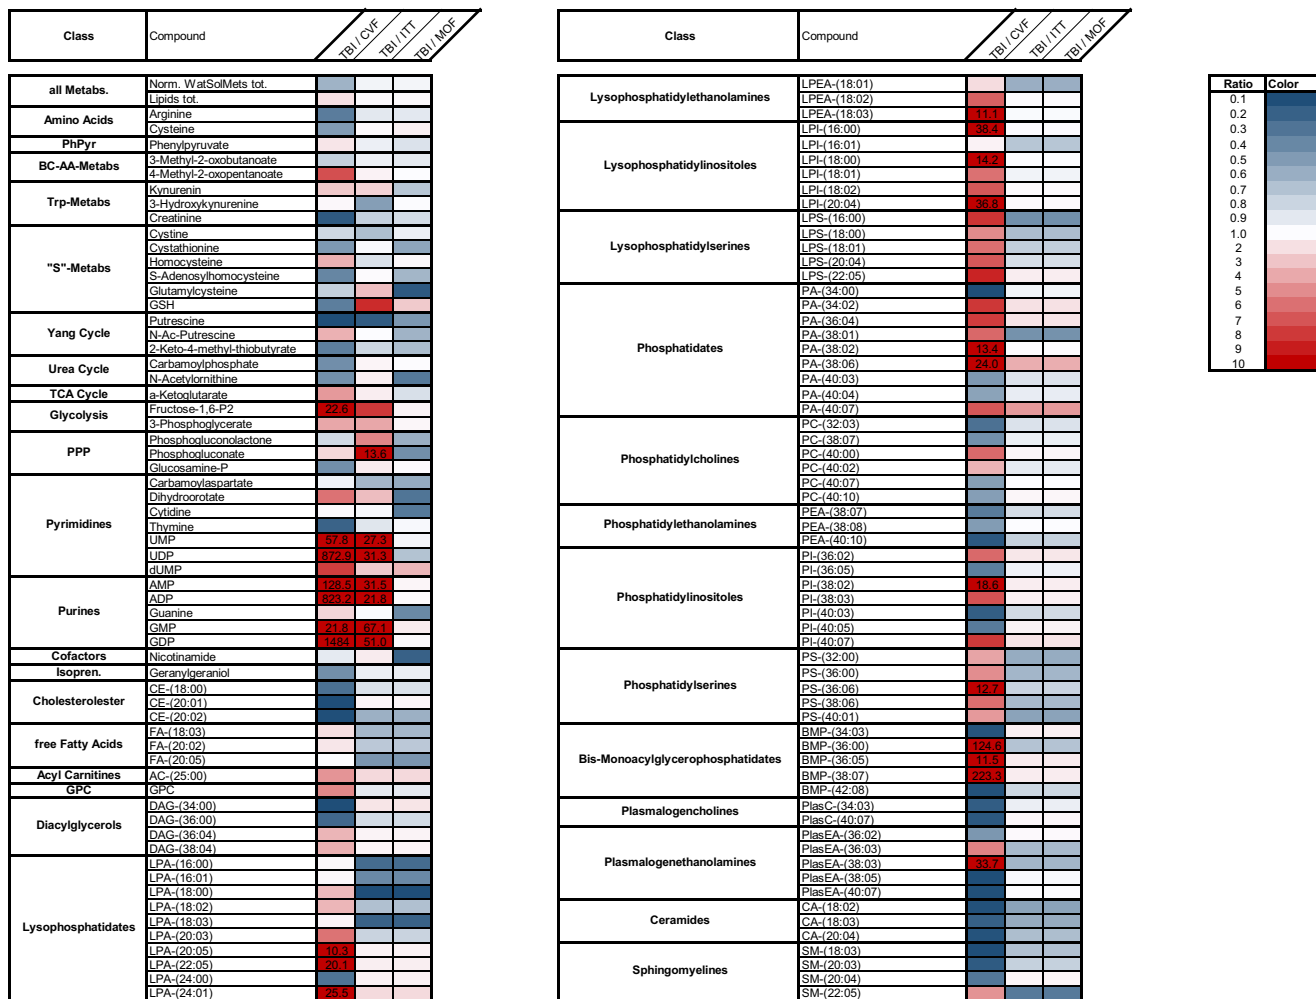 Class Compound TBI / CVF TBI / ITT TBI / MOF
all Metabs. Norm. WatSolMets tot.
Lipids tot.
Amino Acids Arginine
Cysteine
PhPyr Phenylpyruvate
BC-AA-Metabs 3-Methyl-2-oxobutanoate
4-Methyl-2-oxopentanoate
Trp-Metabs Kynurenin
3-Hydroxykynurenine
Creatinine
"S"-Metabs Cystine
Cystathionine
Homocysteine
S-Adenosylhomocysteine
Glutamylcysteine
GSH
Yang Cycle Putrescine
N-Ac-Putrescine
2-Keto-4-methyl-thiobutyrate
Urea Cycle Carbamoylphosphate
N-Acetylornithine
TCA Cycle a-Ketoglutarate
Glycolysis Fructose-1,6-P2 22.6
3-Phosphoglycerate
PPP Phosphogluconolactone
Phosphogluconate 13.6
Glucosamine-P
Pyrimidines Carbamoylaspartate
Dihydroorotate
Cytidine
Thymine
UMP 57.8 27.3
UDP 872.9 31.3
dUMP
Purines AMP 128.5 31.5
ADP 823.2 21.8
Guanine
GMP 21.8 67.1
GDP 1484 51.0
Cofactors Nicotinamide
Isopren. Geranylgeraniol
Cholesterolester CE-(18:00)
CE-(20:01)
CE-(20:02)
free Fatty Acids FA-(18:03)
FA-(20:02)
FA-(20:05)
Acyl Carnitines AC-(25:00)
GPC GPC
Diacylglycerols DAG-(34:00)
DAG-(36:00)
DAG-(36:04)
DAG-(38:04)
Lysophosphatidates LPA-(16:00)
LPA-(16:01)
LPA-(18:00)
LPA-(18:02)
LPA-(18:03)
LPA-(20:03)
LPA-(20:05) 10.3
LPA-(22:05) 20.1
LPA-(24:00)
LPA-(24:01) 25.5
Class Compound TBI / CVF TBI / ITT TBI / MOF
Lysophosphatidylethanolamines LPEA-(18:01)
LPEA-(18:02)
LPEA-(18:03) 11.1
Lysophosphatidylinositoles LPI-(16:00) 38.4
LPI-(16:01)
LPI-(18:00) 14.2
LPI-(18:01)
LPI-(18:02)
LPI-(20:04) 36.8
Lysophosphatidylserines LPS-(16:00)
LPS-(18:00)
LPS-(18:01)
LPS-(20:04)
LPS-(22:05)
Phosphatidates PA-(34:00)
PA-(34:02)
PA-(36:04)
PA-(38:01)
PA-(38:02) 13.4
PA-(38:06) 24.0
PA-(40:03)
PA-(40:04)
PA-(40:07)
Phosphatidylcholines PC-(32:03)
PC-(38:07)
PC-(40:00)
PC-(40:02)
PC-(40:07)
PC-(40:10)
Phosphatidylethanolamines PEA-(38:07)
PEA-(38:08)
PEA-(40:10)
Phosphatidylinositoles PI-(36:02)
PI-(36:05)
PI-(38:02) 18.6
PI-(38:03)
PI-(40:03)
PI-(40:05)
PI-(40:07)
Phosphatidylserines PS-(32:00)
PS-(36:00)
PS-(36:06) 12.7
PS-(38:06)
PS-(40:01)
Bis-Monoacylglycerophosphatidates BMP-(34:03)
BMP-(36:00) 124.6
BMP-(36:05) 11.5
BMP-(38:07) 223.3
BMP-(42:08)
Plasmalogencholines PlasC-(34:03)
PlasC-(40:07)
Plasmalogenethanolamines PlasEA-(36:02)
PlasEA-(36:03)
PlasEA-(38:03) 33.7
PlasEA-(38:05)
PlasEA-(40:07)
Ceramides CA-(18:02)
CA-(18:03)
CA-(20:04)
Sphingomyelines SM-(18:03)
SM-(20:03)
SM-(20:04)
SM-(22:05)
Ratio Color
0.1
0.2
0.3
0.4
0.5
0.6
0.7
0.8
0.9
1.0
2
3
4
5
6
7
8
9
10